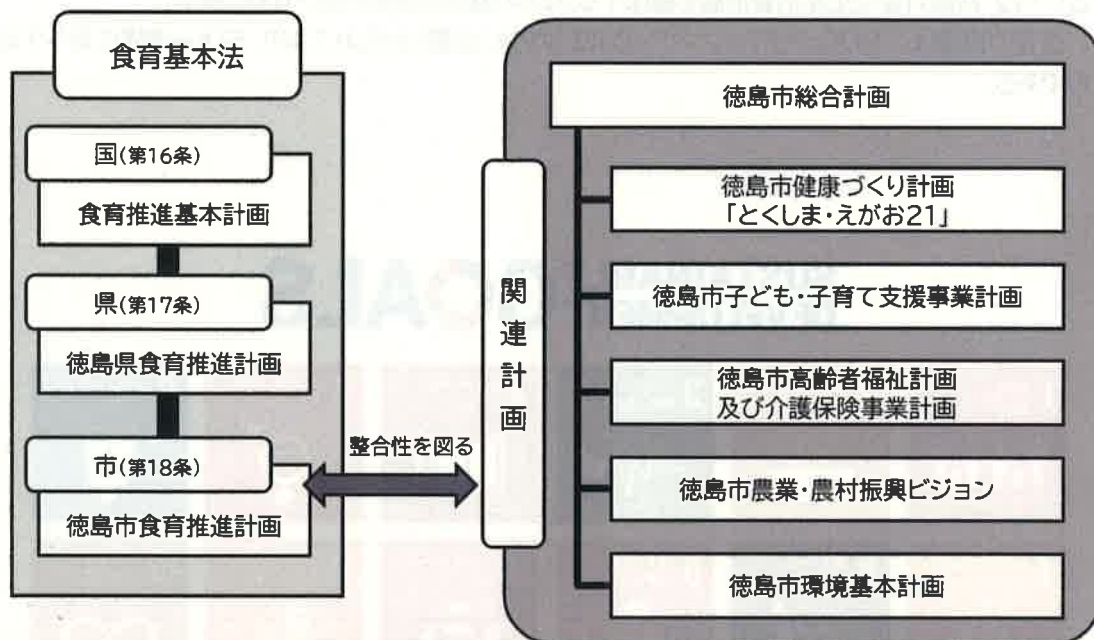 食育基本法
国(第16条)
食育推進基本計画
県(第17条)
徳島県食育推進計画
市(第18条)
徳島市食育推進計画
整合性を図る
関連計画
徳島市総合計画
徳島市健康づくり計画
「とくしま・えがお21」
徳島市子ども・子育て支援事業計画
徳島市高齢者福祉計画
及び介護保険事業計画
徳島市農業・農村振興ビジョン
徳島市環境基本計画